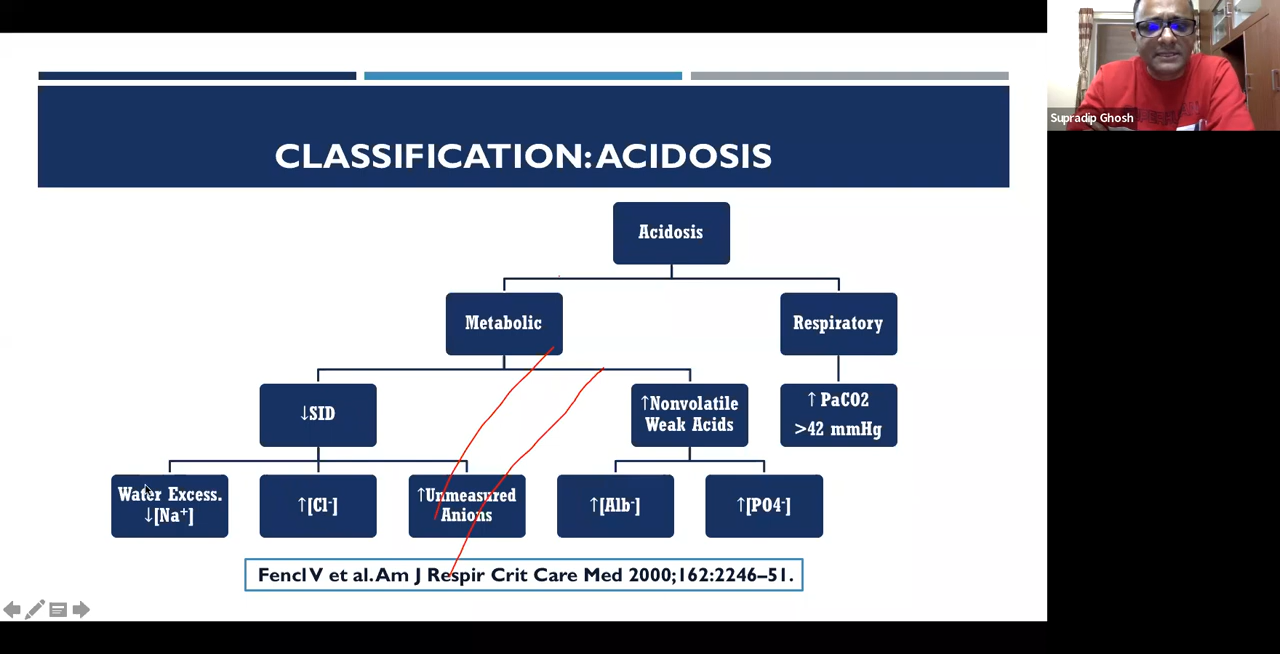 Supradip Ghosh
CLASSIFICATION: ACIDOSIS
Acidosis
Metabolic
Respiratory
↓SID
↑Nonvolatile
Weak Acids
↑ PaCO2
>42 mmHg
Water Excess.
↓[Na⁺]
↑[Cl⁻]
↑Unmeasured
Anions
↑[Alb⁻]
↑[PO4⁻]
Fencl V et al. Am J Respir Crit Care Med 2000;162:2246–51.